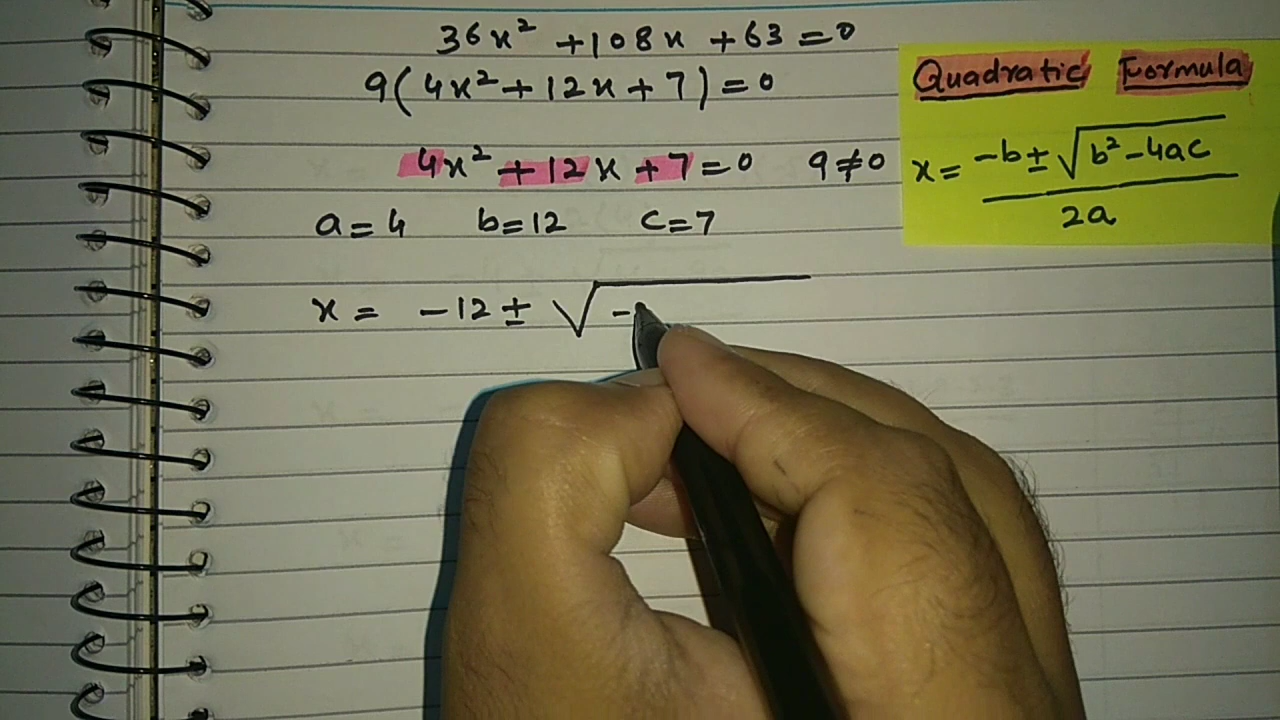 36x² + 108x + 63 = 0
9(4x² + 12x + 7) = 0
4x² + 12x + 7 = 0 9 ≠ 0
a = 4 b = 12 c = 7
x = -12 ± √-
Quadratic Formula
x = (-b ± √(b² - 4ac)) / 2a